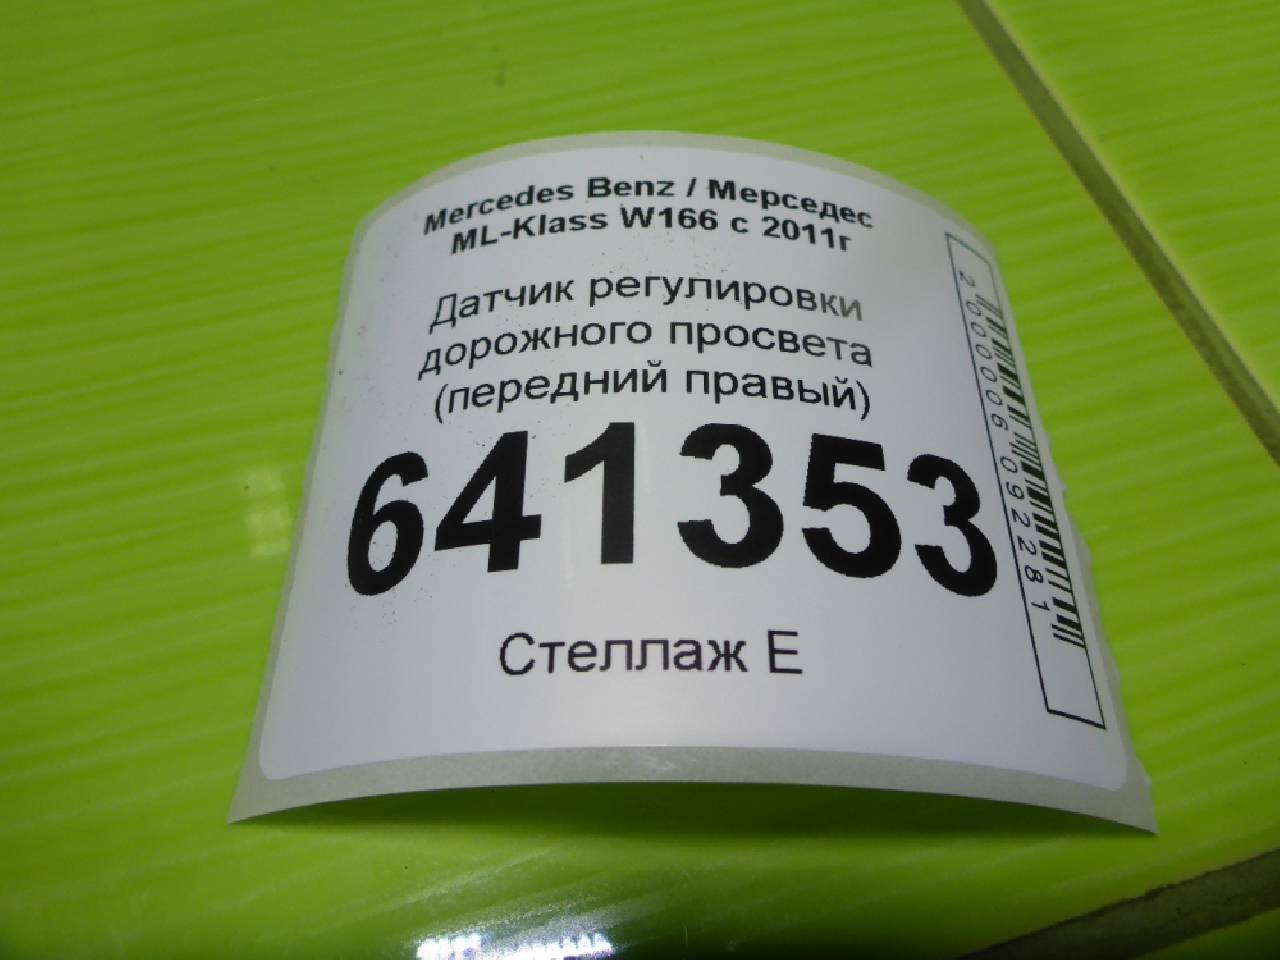 Mercedes Benz / Мерседес
ML-Klass W166 с 2011г
Датчик регулировки
дорожного просвета
(передний правый)
641353
Стеллаж Е
2000006092281